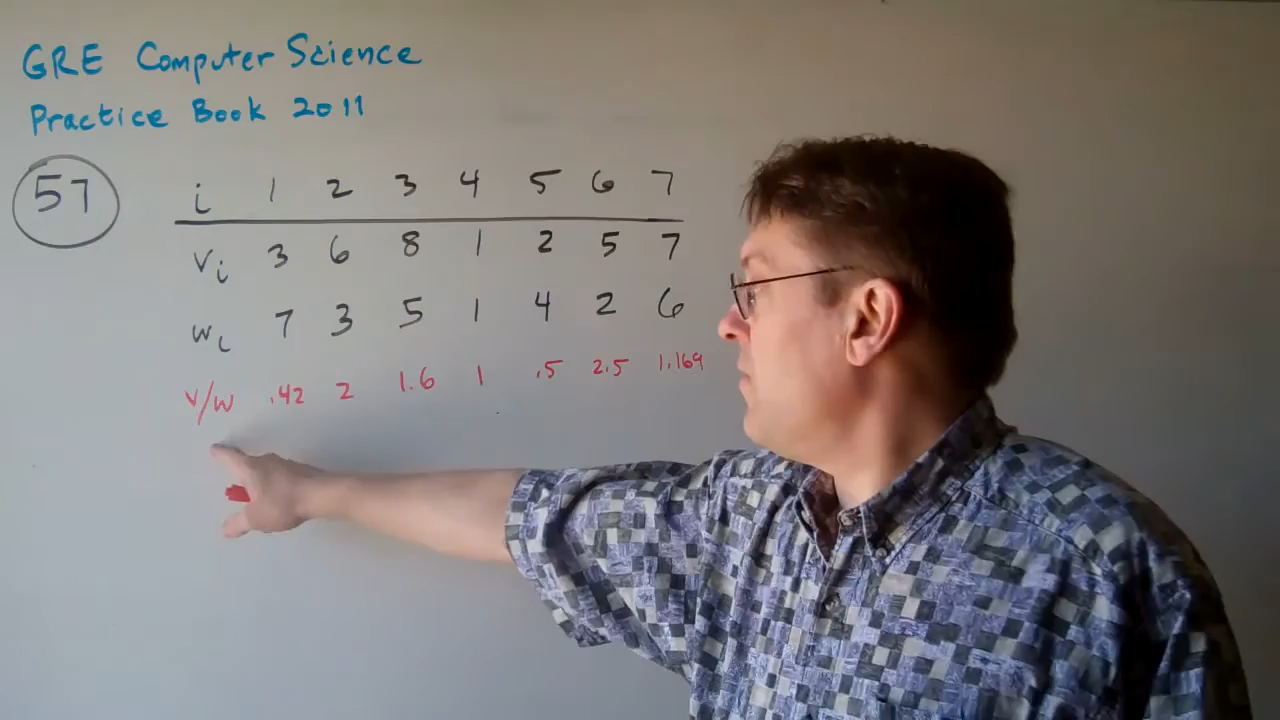 GRE Computer Science
Practice Book 2011
57
i 1 2 3 4 5 6 7
vi 3 6 8 1 2 5 7
wi 7 3 5 1 4 2 6
v/w .42 2 1.6 1 .5 2.5 1.169